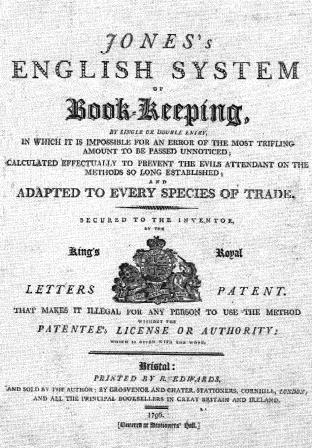 JONES's
ENGLISH SYSTEM
OF
Book-Keeping,
BY SINGLE OR DOUBLE ENTRY,
IN WHICH IT IS IMPOSSIBLE FOR AN ERROR OF THE MOST TRIFLING
AMOUNT TO BE PASSED UNNOTICED;
CALCULATED EFFECTUALLY TO PREVENT THE EVILS ATTENDANT ON THE
METHODS SO LONG ESTABLISHED;
AND
ADAPTED TO EVERY SPECIES OF TRADE.
SECURED TO THE INVENTOR,
BY THE
King's Royal
LETTERS PATENT.
THAT MAKES IT ILLEGAL FOR ANY PERSON TO USE THE METHOD
WITHOUT THE
PATENTEE's LICENSE OR AUTHORITY;
WHICH IS GIVEN WITH THE WORK.
Bristol:
PRINTED BY R. EDWARDS,
AND SOLD BY THE AUTHOR; BY GROSVENOR AND CHATER, STATIONERS, CORNHILL, LONDON;
AND ALL THE PRINCIPAL BOOKSELLERS IN GREAT BRITAIN AND IRELAND.
1796.
[Entered at Stationers' Hall.]